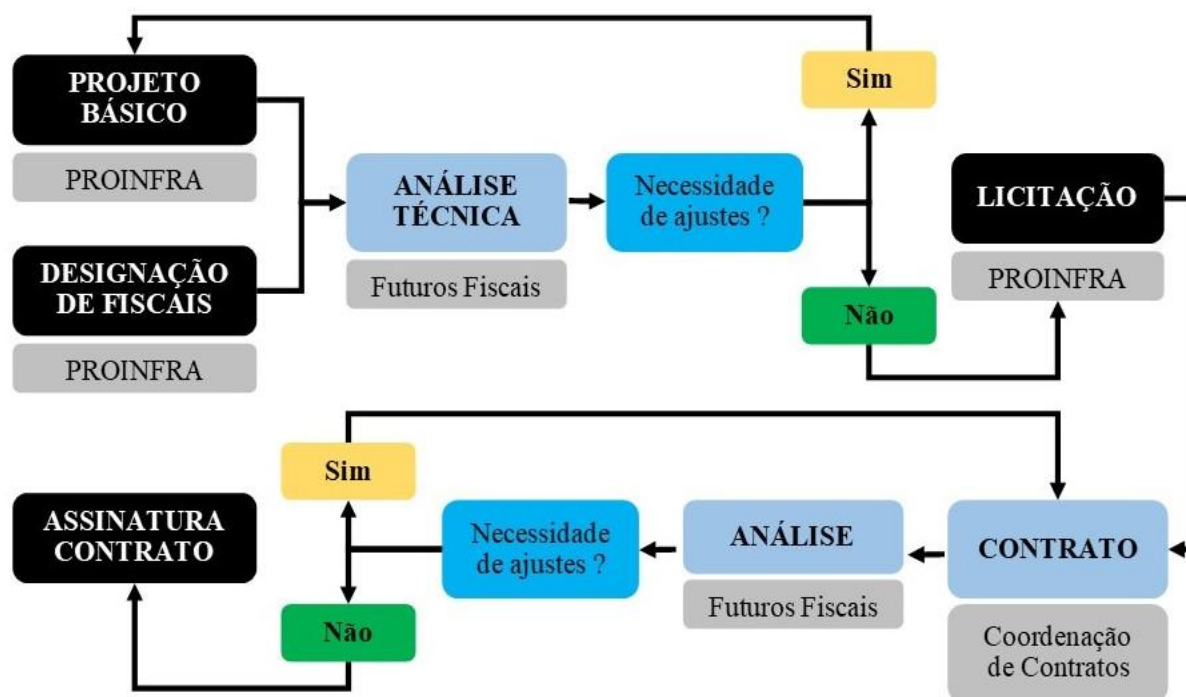 PROJETO
BÁSICO
PROINFRA
DESIGNAÇÃO
DE FISCAIS
PROINFRA
ANÁLISE
TÉCNICA
Futuros Fiscais
Necessidade
de ajustes ?
Sim
Não
LICITAÇÃO
PROINFRA
CONTRATO
Coordenação
de Contratos
ANÁLISE
Futuros Fiscais
Necessidade
de ajustes ?
Sim
Não
ASSINATURA
CONTRATO